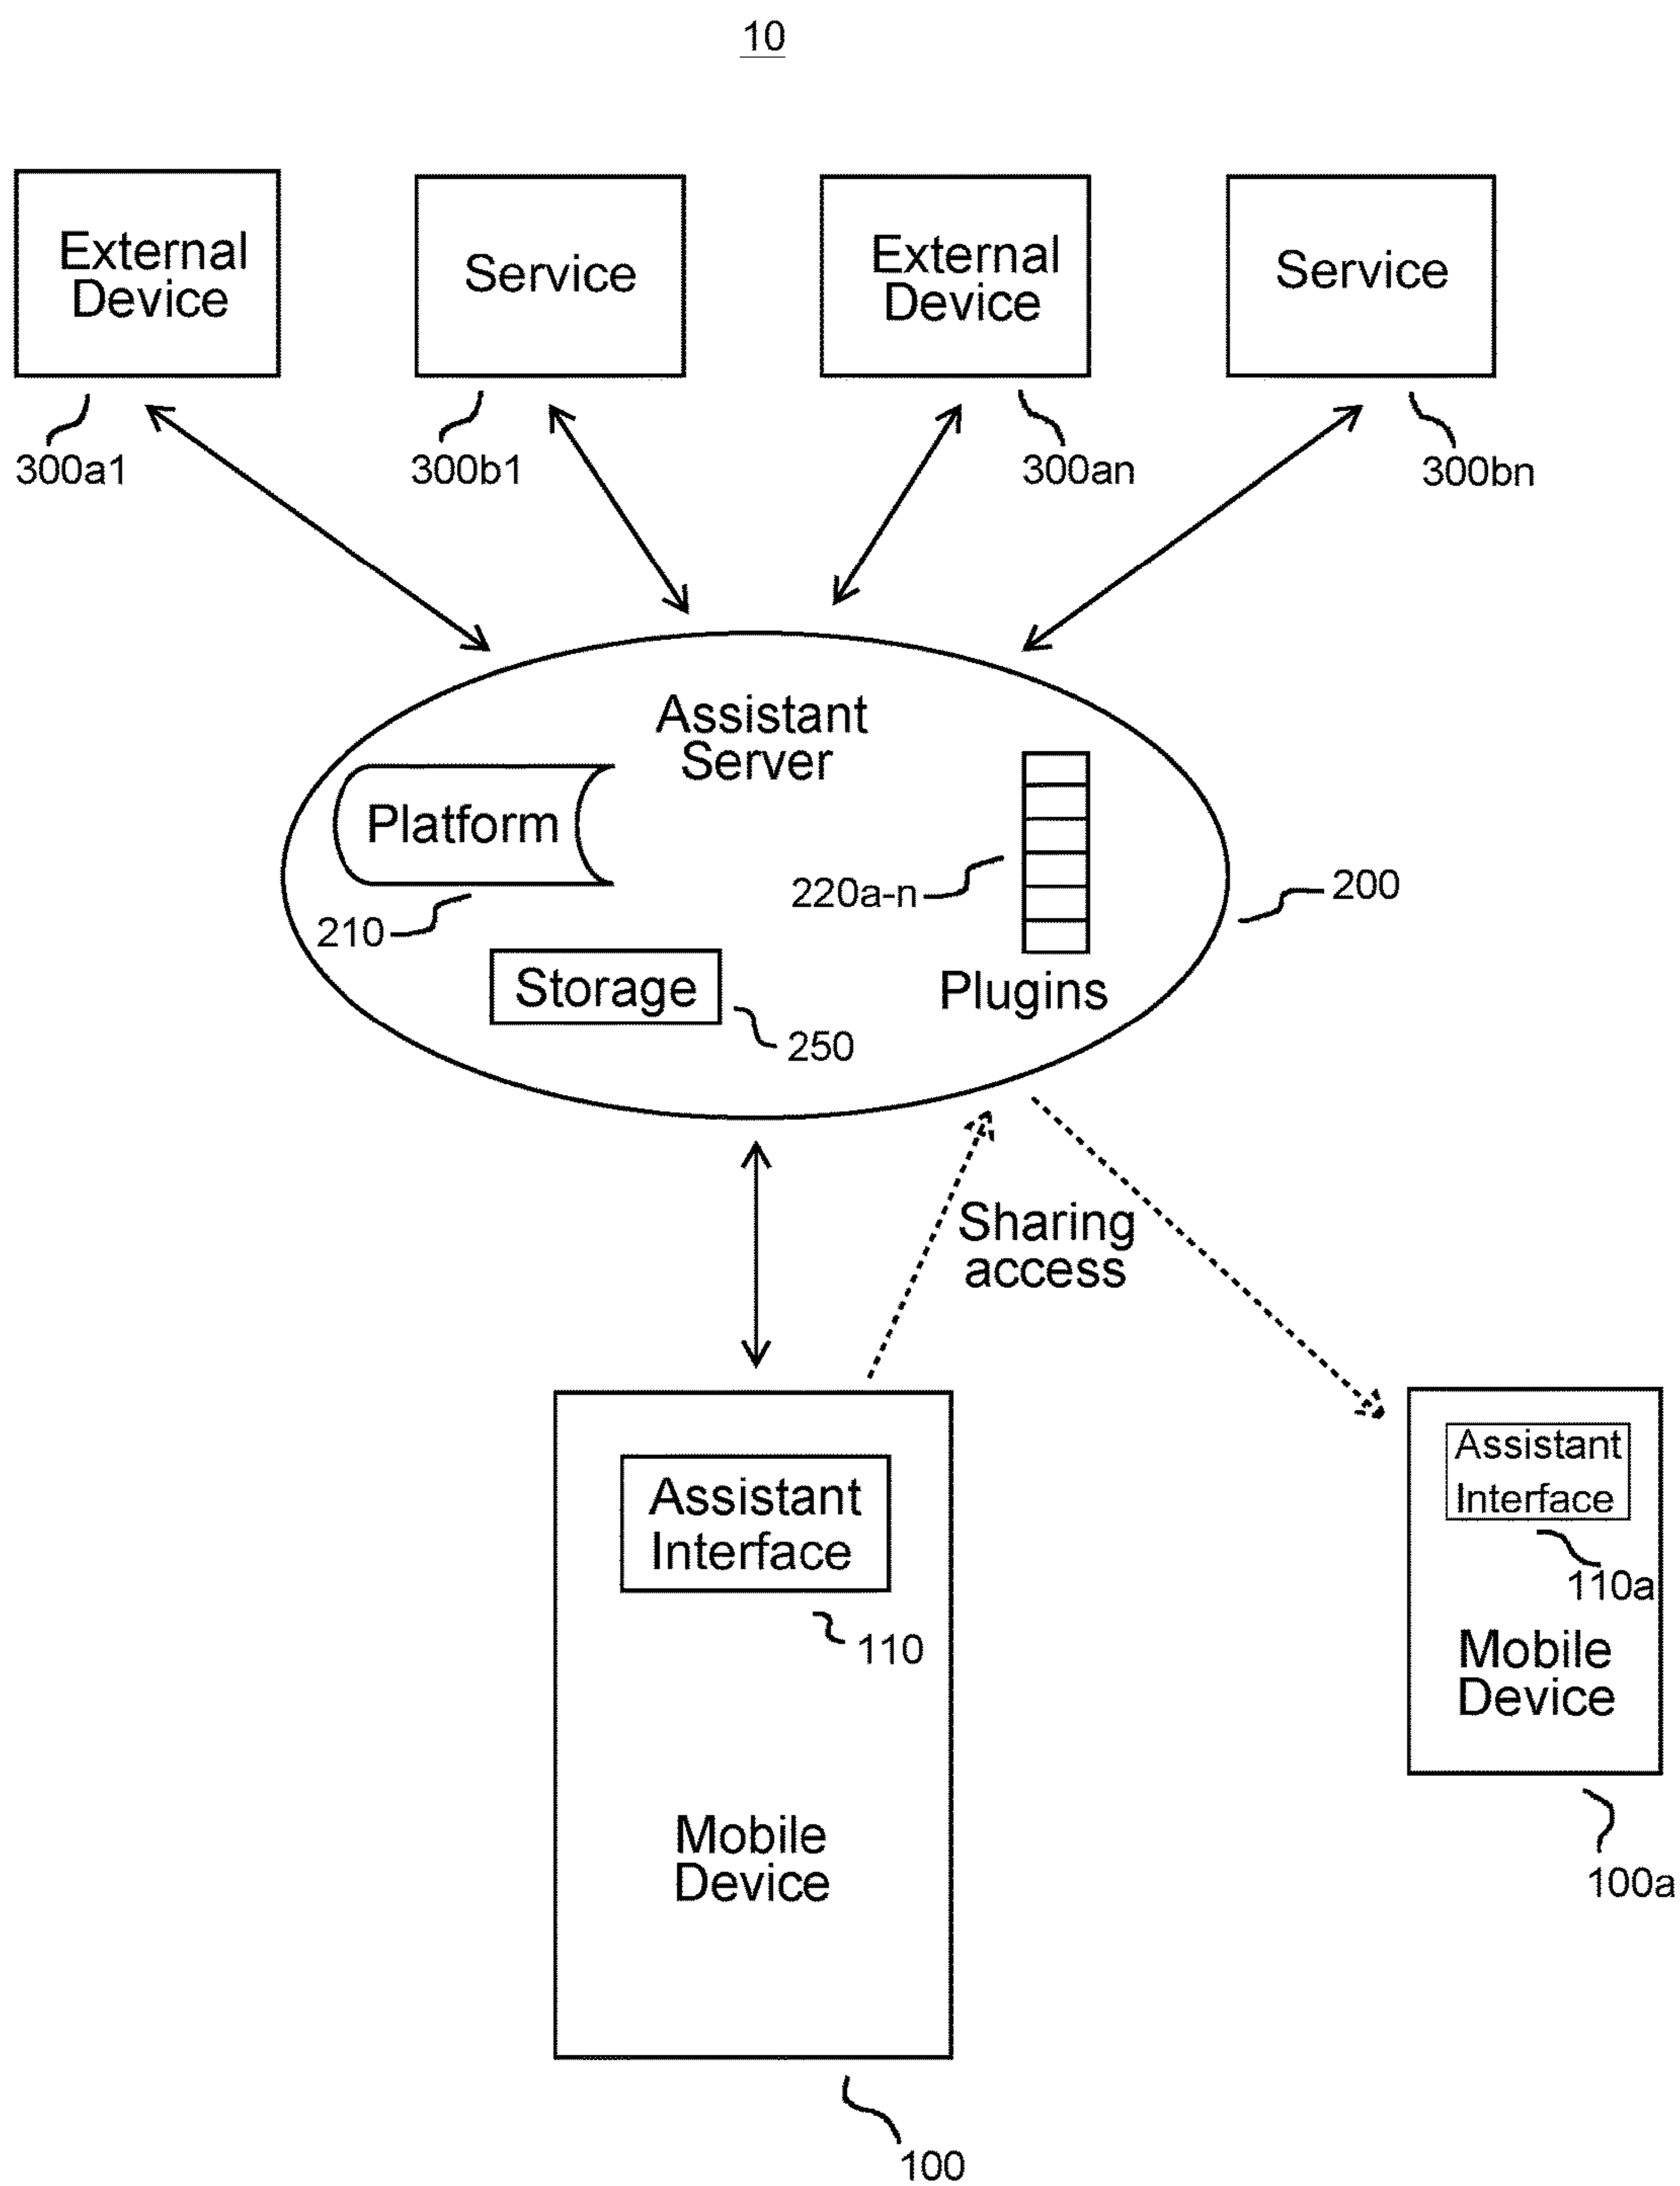 10
External
Device
Service
External
Device
Service
300a1
300b1
300an
300bn
Assistant
Server
Platform
220a-n
200
210
Storage
Plugins
250
Sharing
access
Assistant
Interface
110
Mobile
Device
100
Assistant
Interface
110a
Mobile
Device
100a